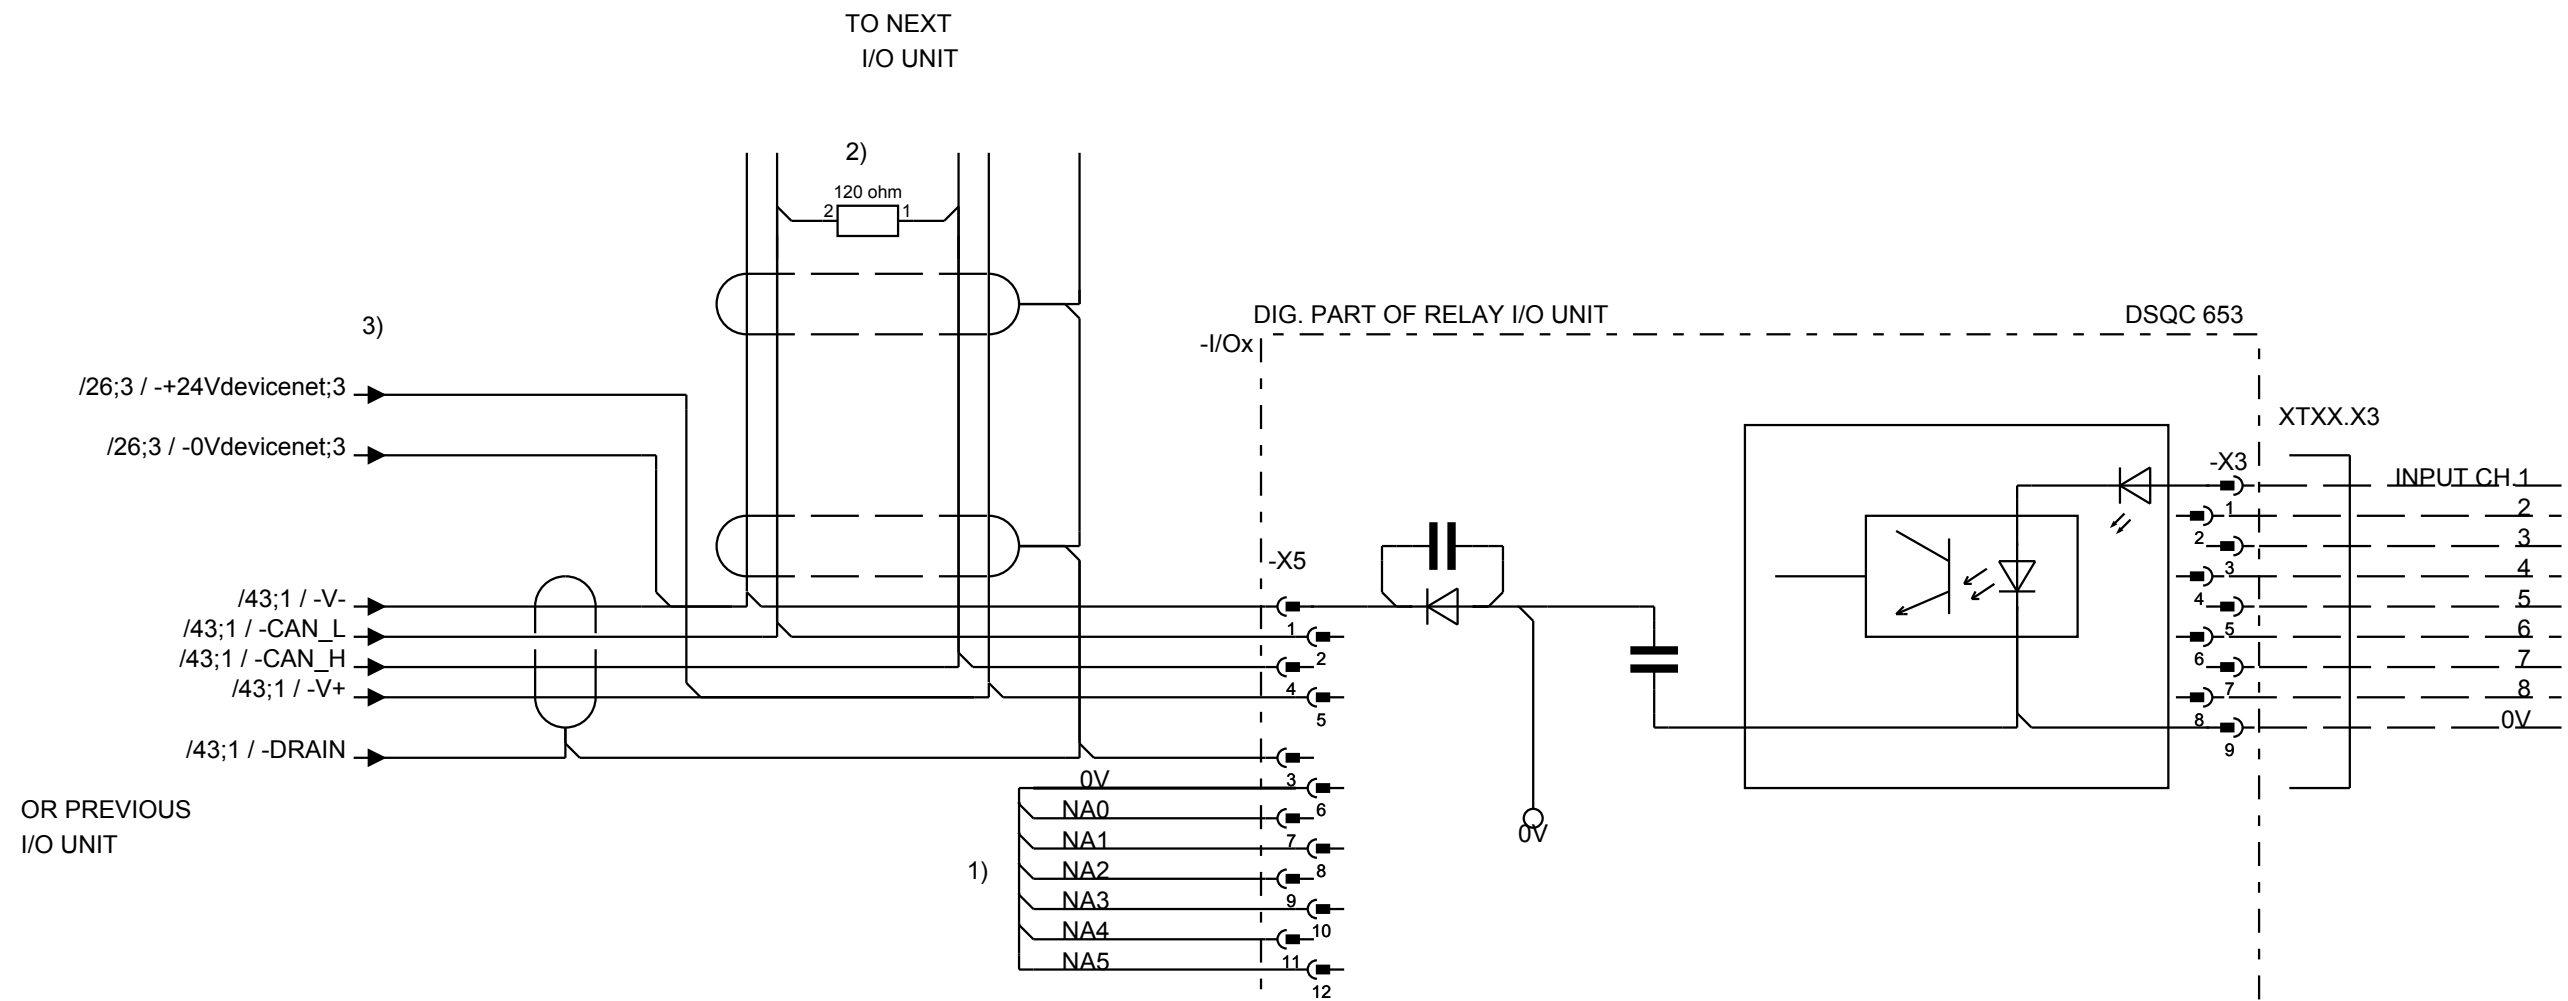 TO NEXT
I/O UNIT
2)
120 ohm
2 1
3)
DIG. PART OF RELAY I/O UNIT
DSQC 653
-I/Ox
/26;3 / -+24Vdevicenet;3
/26;3 / -0Vdevicenet;3
XTXX.X3
-X3
INPUT CH.1
1 2
2 3
3 4
4 5
5 6
6 7
7 8
8 0V
9
-X5
/43;1 / -V-
/43;1 / -CAN_L
1
/43;1 / -CAN_H
2
/43;1 / -V+
4
5
/43;1 / -DRAIN
0V 3
NA0 6
NA1 7
NA2 8
NA3 9
NA4 10
NA5 11
12
1)
0V
OR PREVIOUS
I/O UNIT